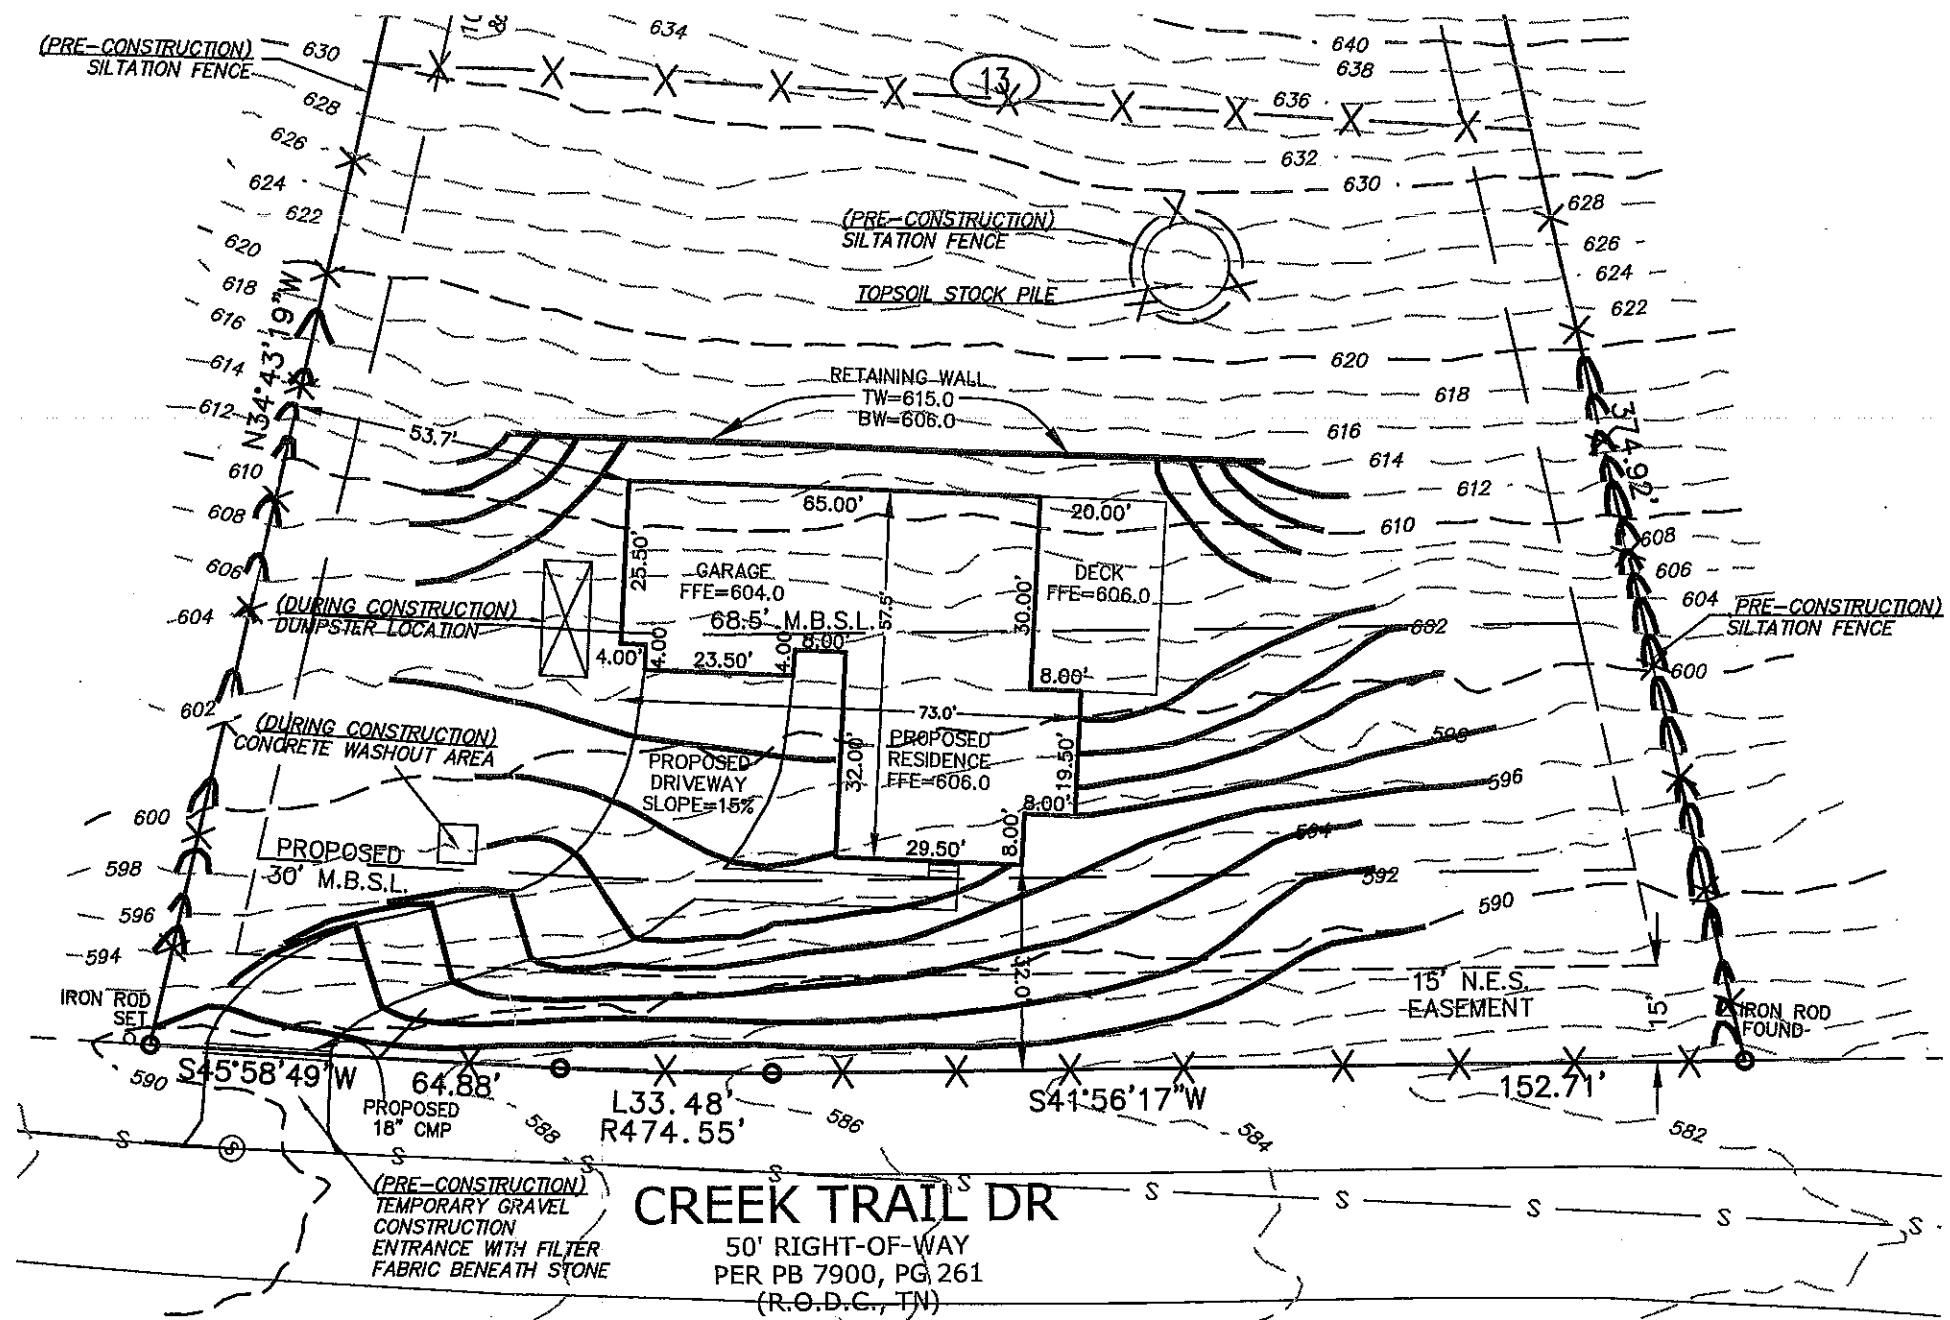 (PRE-CONSTRUCTION)
SILTATION FENCE
634
13
640
638
636
632
630
630
628
626
624
622
620
618
616
614
612
610
608
606
604
602
600
598
596
594
590
(PRE-CONSTRUCTION)
SILTATION FENCE
TOPSOIL STOCK PILE
628
626
624
622
620
618
616
614
612
610
608
606
604
602
600
598
596
594
592
590
N34°43'19"W
374.92'
RETAINING WALL
TW=615.0
BW=606.0
53.7'
65.00'
20.00'
25.50'
57.5'
30.00'
GARAGE
FFE=604.0
68.5' M.B.S.L.
DECK
FFE=606.0
(DURING CONSTRUCTION)
DUMPSTER LOCATION
4.00'
4.00
23.50'
4.00
8.00'
8.00'
73.0'
(PRE-CONSTRUCTION)
SILTATION FENCE
(DURING CONSTRUCTION)
CONCRETE WASHOUT AREA
PROPOSED
DRIVEWAY
SLOPE=15%
32.00'
PROPOSED
RESIDENCE
FFE=606.0
19.50'
8.00'
8.00'
29.50'
PROPOSED
30' M.B.S.L.
32.0'
15' N.E.S.
EASEMENT
15'
IRON ROD
SET
IRON ROD
FOUND
S45°58'49"W
64.88'
L33.48'
R474.55'
S41°56'17"W
152.71'
PROPOSED
18" CMP
588
586
584
582
S S S S S S S S S S S
(PRE-CONSTRUCTION)
TEMPORARY GRAVEL
CONSTRUCTION
ENTRANCE WITH FILTER
FABRIC BENEATH STONE
CREEK TRAIL DR
50' RIGHT-OF-WAY
PER PB 7900, PG 261
(R.O.D.C., TN)